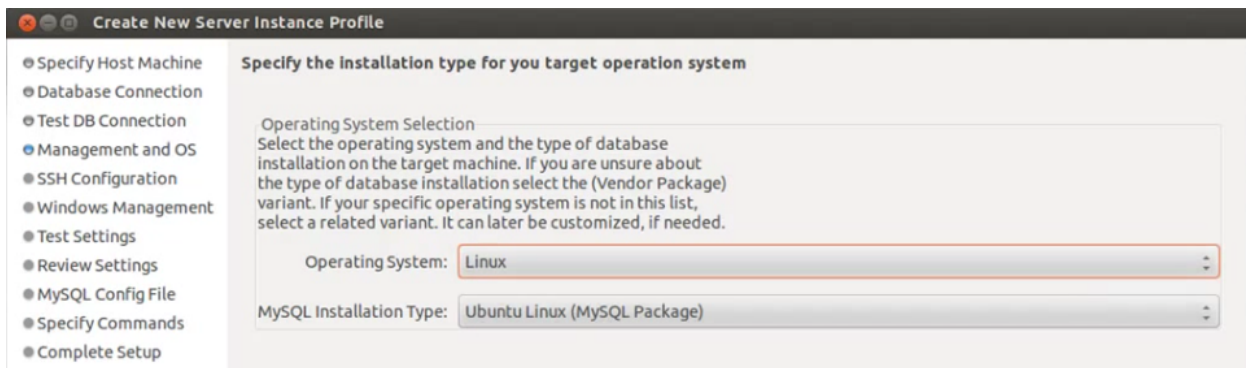 Create New Server Instance Profile
Specify Host Machine
Database Connection
Test DB Connection
Management and OS
SSH Configuration
Windows Management
Test Settings
Review Settings
MySQL Config File
Specify Commands
Complete Setup
Specify the installation type for you target operation system
Operating System Selection
Select the operating system and the type of database
installation on the target machine. If you are unsure about
the type of database installation select the (Vendor Package)
variant. If your specific operating system is not in this list,
select a related variant. It can later be customized, if needed.
Operating System: Linux
MySQL Installation Type: Ubuntu Linux (MySQL Package)